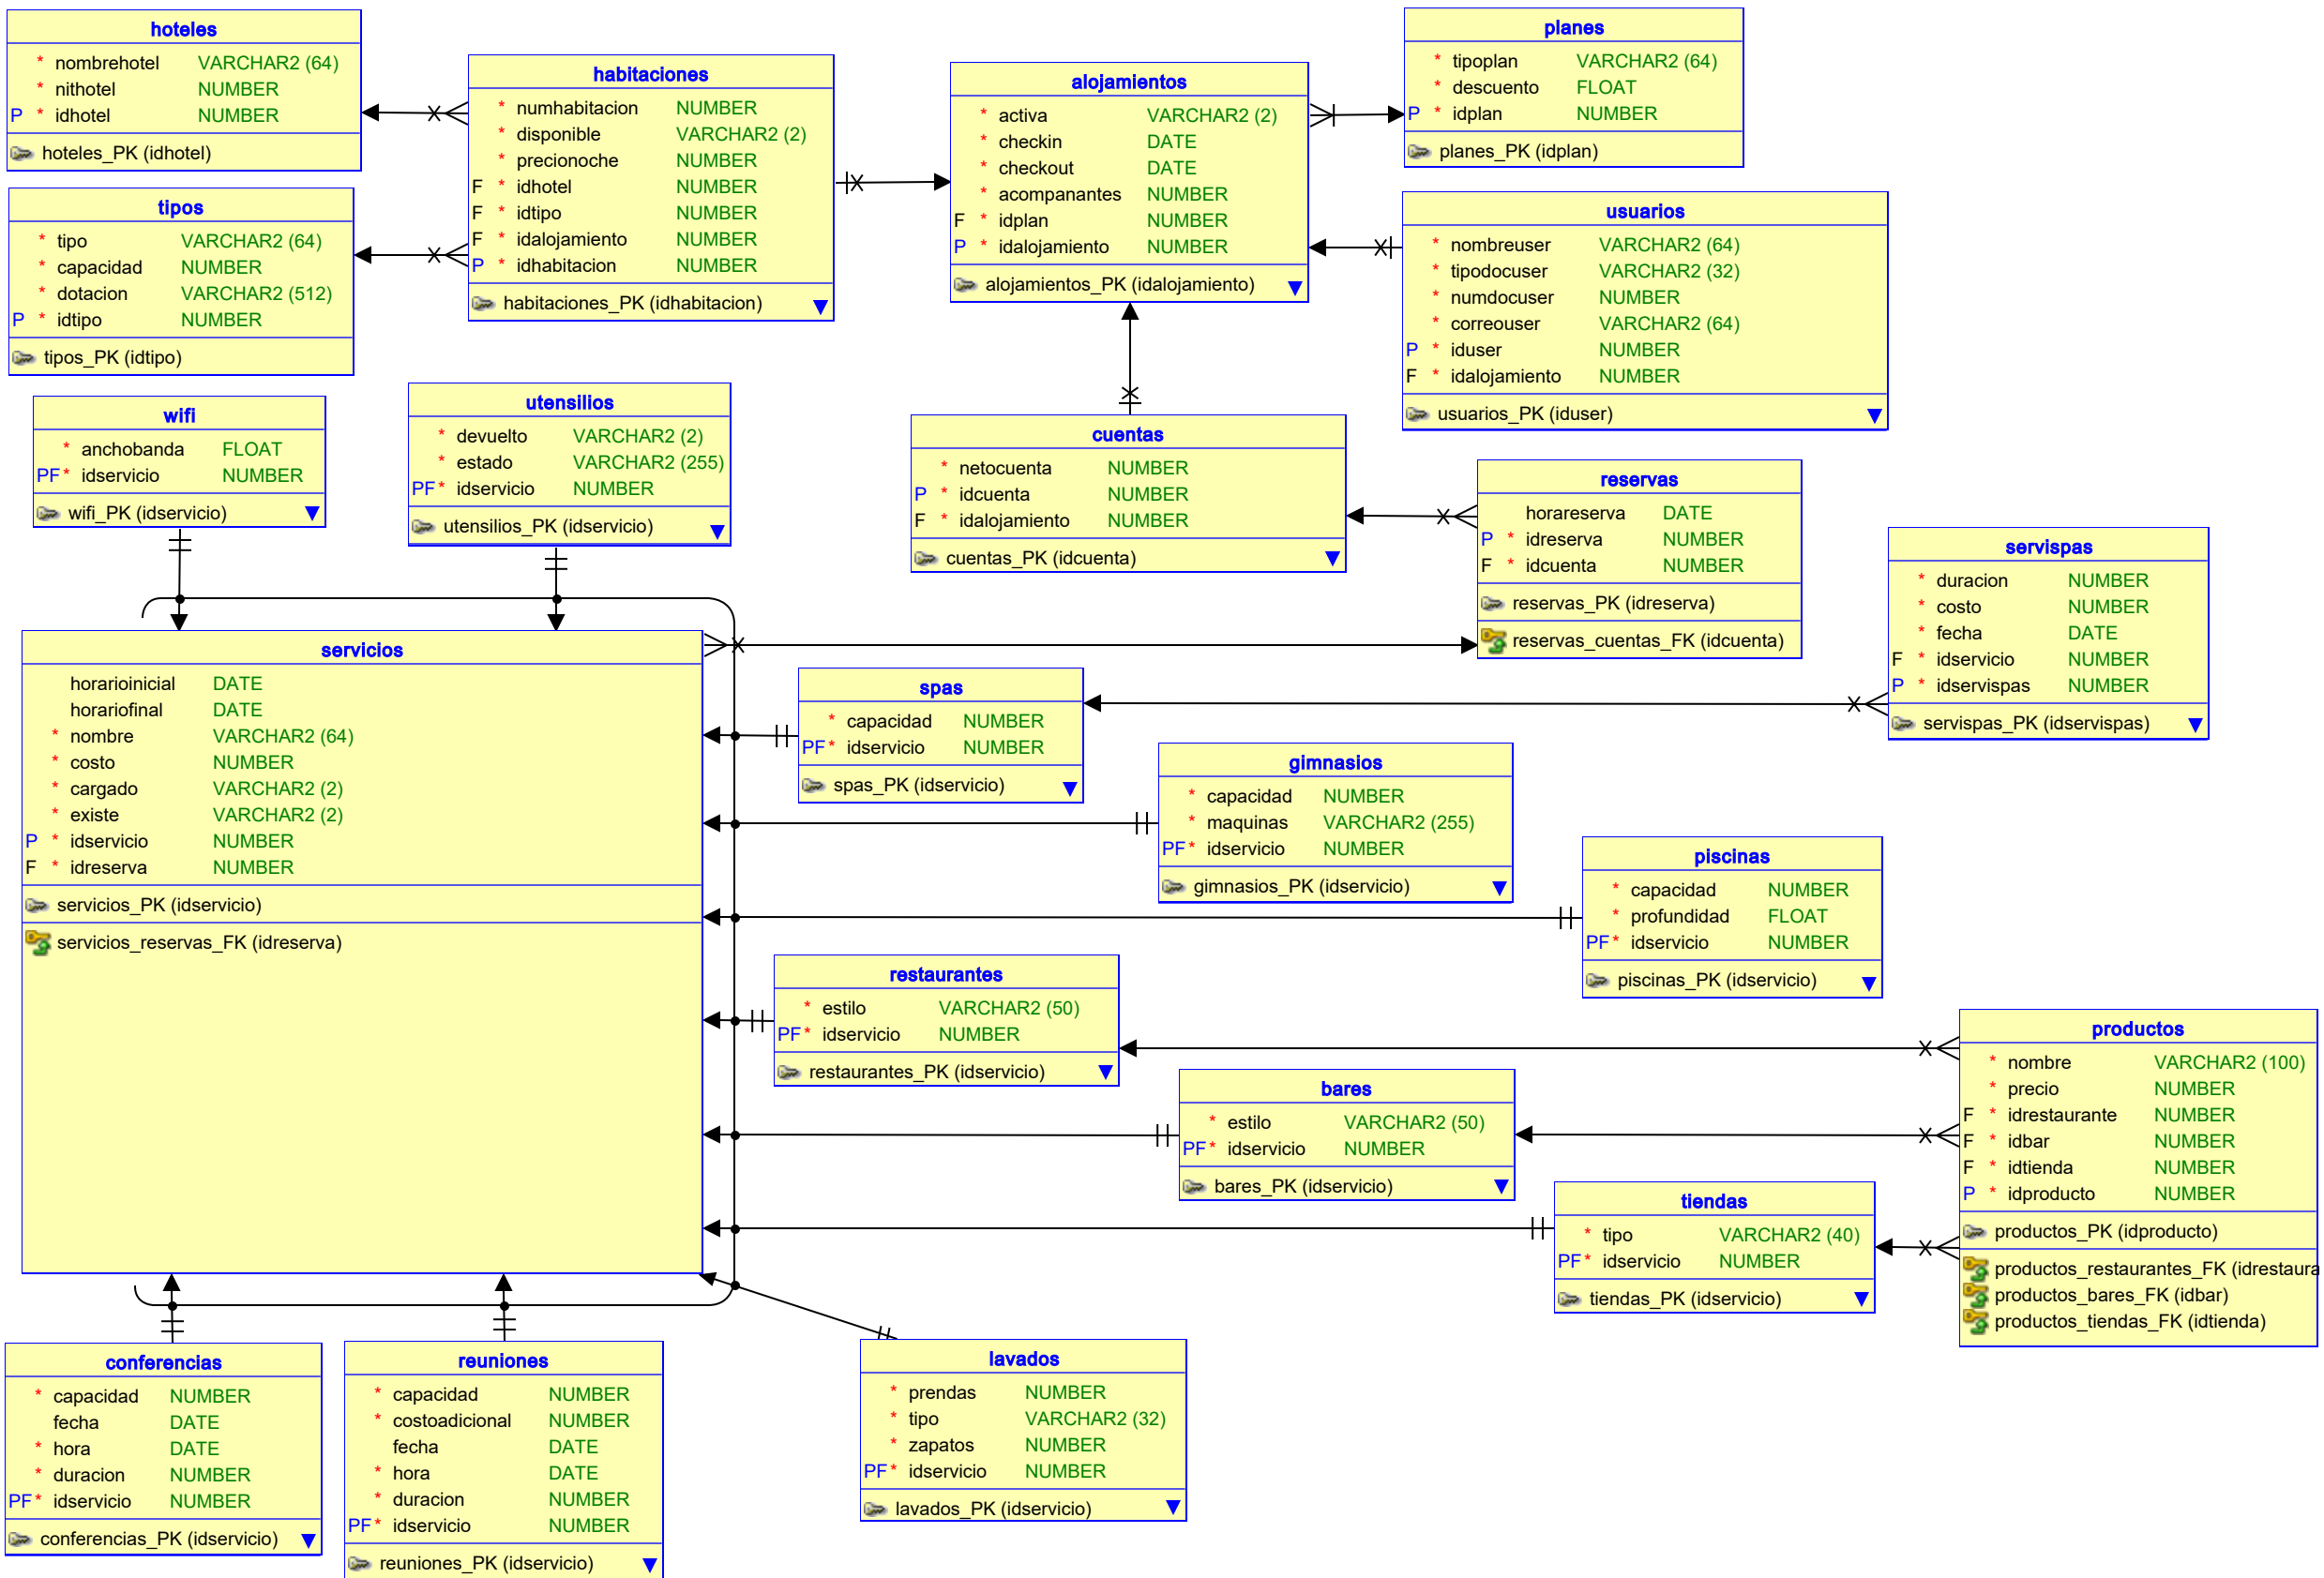 hoteles
* nombrehotel VARCHAR2 (64)
* nithotel NUMBER
P * idhotel NUMBER
hoteles_PK (idhotel)
tipos
* tipo VARCHAR2 (64)
* capacidad NUMBER
* dotacion VARCHAR2 (512)
P * idtipo NUMBER
tipos_PK (idtipo)
habitaciones
* numhabitacion NUMBER
* disponible VARCHAR2 (2)
* precionoche NUMBER
F * idhotel NUMBER
F * idtipo NUMBER
F * idalojamiento NUMBER
P * idhabitacion NUMBER
habitaciones_PK (idhabitacion)
alojamientos
* activa VARCHAR2 (2)
* checkin DATE
* checkout DATE
* acompanantes NUMBER
F * idplan NUMBER
P * idalojamiento NUMBER
alojamientos_PK (idalojamiento)
planes
* tipoplan VARCHAR2 (64)
* descuento FLOAT
P * idplan NUMBER
planes_PK (idplan)
usuarios
* nombreuser VARCHAR2 (64)
* tipodocuser VARCHAR2 (32)
* numdocuser NUMBER
* correouser VARCHAR2 (64)
P * iduser NUMBER
F * idalojamiento NUMBER
usuarios_PK (iduser)
wifi
* anchobanda FLOAT
PF* idservicio NUMBER
wifi_PK (idservicio)
utensilios
* devuelto VARCHAR2 (2)
* estado VARCHAR2 (255)
PF* idservicio NUMBER
utensilios_PK (idservicio)
cuentas
* netocuenta NUMBER
P * idcuenta NUMBER
F * idalojamiento NUMBER
cuentas_PK (idcuenta)
reservas
horareserva DATE
P * idreserva NUMBER
F * idcuenta NUMBER
reservas_PK (idreserva)
reservas_cuentas_FK (idcuenta)
servispas
* duracion NUMBER
* costo NUMBER
* fecha DATE
F * idservicio NUMBER
P * idservispas NUMBER
servispas_PK (idservispas)
servicios
horarioinicial DATE
horariofinal DATE
* nombre VARCHAR2 (64)
* costo NUMBER
* cargado VARCHAR2 (2)
* existe VARCHAR2 (2)
P * idservicio NUMBER
F * idreserva NUMBER
servicios_PK (idservicio)
servicios_reservas_FK (idreserva)
spas
* capacidad NUMBER
PF* idservicio NUMBER
spas_PK (idservicio)
gimnasios
* capacidad NUMBER
* maquinas VARCHAR2 (255)
PF* idservicio NUMBER
gimnasios_PK (idservicio)
piscinas
* capacidad NUMBER
* profundidad FLOAT
PF* idservicio NUMBER
piscinas_PK (idservicio)
restaurantes
* estilo VARCHAR2 (50)
PF* idservicio NUMBER
restaurantes_PK (idservicio)
bares
* estilo VARCHAR2 (50)
PF* idservicio NUMBER
bares_PK (idservicio)
tiendas
* tipo VARCHAR2 (40)
PF* idservicio NUMBER
tiendas_PK (idservicio)
productos
* nombre VARCHAR2 (100)
* precio NUMBER
F * idrestaurante NUMBER
F * idbar NUMBER
F * idtienda NUMBER
P * idproducto NUMBER
productos_PK (idproducto)
productos_restaurantes_FK (idrestaura
productos_bares_FK (idbar)
productos_tiendas_FK (idtienda)
conferencias
* capacidad NUMBER
fecha DATE
* hora DATE
* duracion NUMBER
PF* idservicio NUMBER
conferencias_PK (idservicio)
reuniones
* capacidad NUMBER
* costoadicional NUMBER
fecha DATE
* hora DATE
* duracion NUMBER
PF* idservicio NUMBER
reuniones_PK (idservicio)
lavados
* prendas NUMBER
* tipo VARCHAR2 (32)
* zapatos NUMBER
PF* idservicio NUMBER
lavados_PK (idservicio)